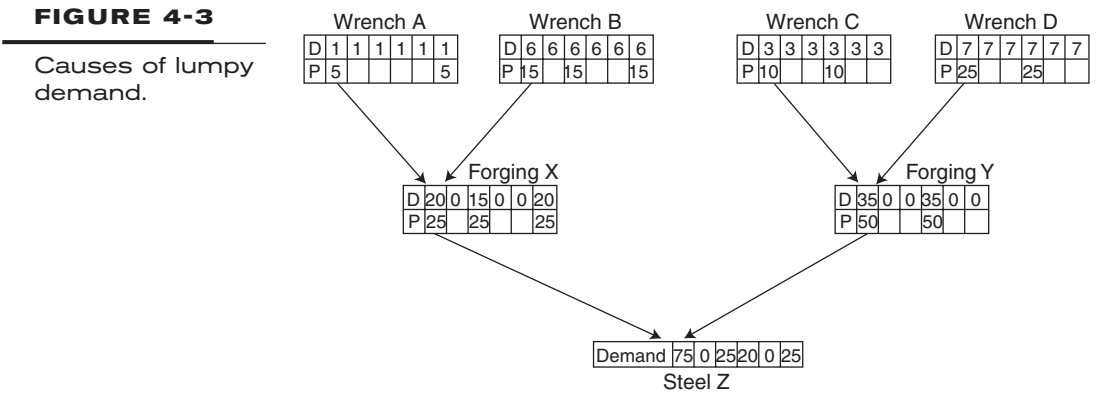 FIGURE 4-3
Causes of lumpy
demand.
Wrench A
D 1 1 1 1 1 1
P 5 5
Wrench B
D 6 6 6 6 6 6
P 15 15 15
Wrench C
D 3 3 3 3 3 3
P 10 10
Wrench D
D 7 7 7 7 7 7
P 25 25
Forging X
D 20 0 15 0 0 20
P 25 25 25
Forging Y
D 35 0 0 35 0 0
P 50 50
Demand 75 0 25 20 0 25
Steel Z